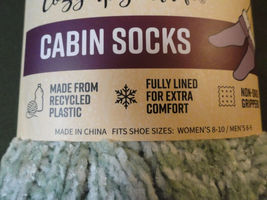 CABIN SOCKS
MADE FROM
RECYCLED
PLASTIC
FULLY LINED
FOR EXTRA
COMFORT
NON-SKID
GRIPPER
MADE IN CHINA FITS SHOE SIZES: WOMEN'S 8-10 / MEN'S 6-